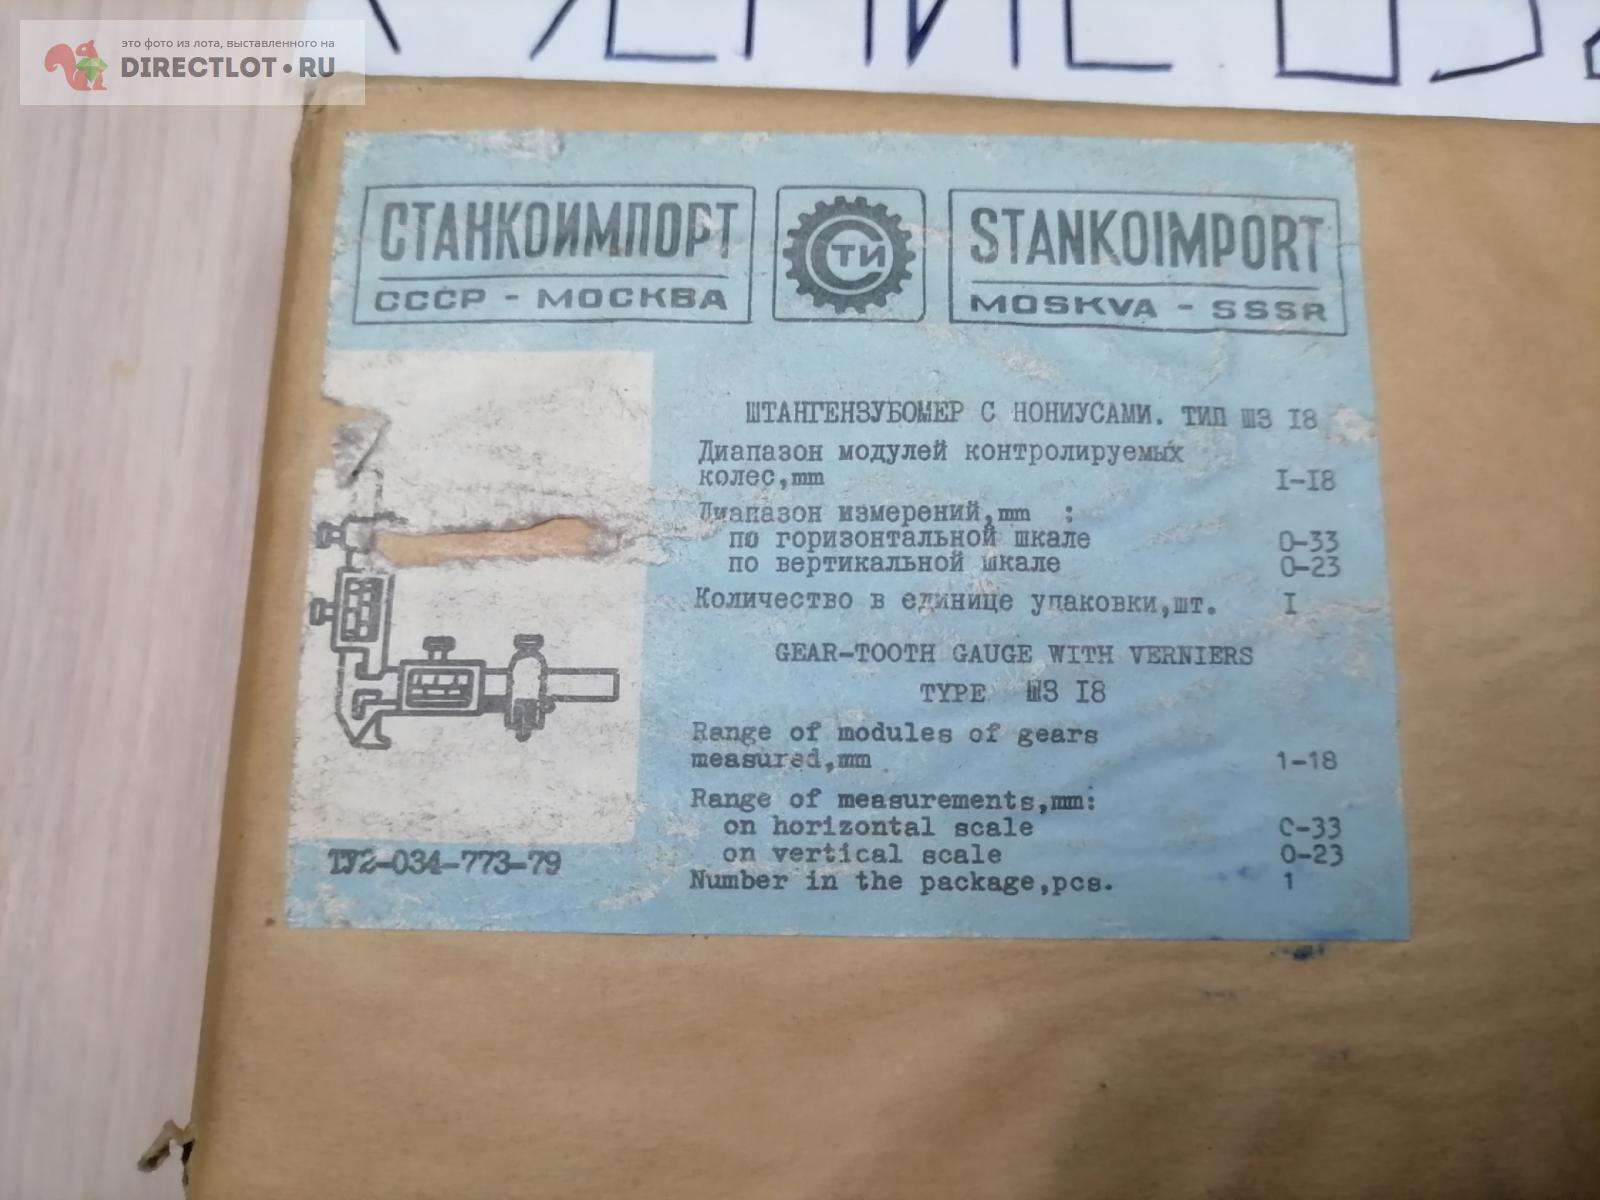 это фото из лота, выставленного на
DIRECTLOT.RU
СТАНКОИМПОРТ
СССР - МОСКВА
СТИ
STANKOIMPORT
MOSKVA - SSSR
ШТАНГЕНЗУБОМЕР С НОНИУСАМИ. ТИП ШЗ I8
Диапазон модулей контролируемых
колес,mm I-I8
Диапазон измерений,mm :
по горизонтальной шкале 0-33
по вертикальной шкале 0-23
Количество в единице упаковки,шт. I
GEAR-TOOTH GAUGE WITH VERNIERS
TYPE ШЗ I8
Range of modules of gears
measured,mm 1-18
Range of measurements,mm:
on horizontal scale 0-33
on vertical scale 0-23
Number in the package,pcs. 1
ТУ2-034-773-79